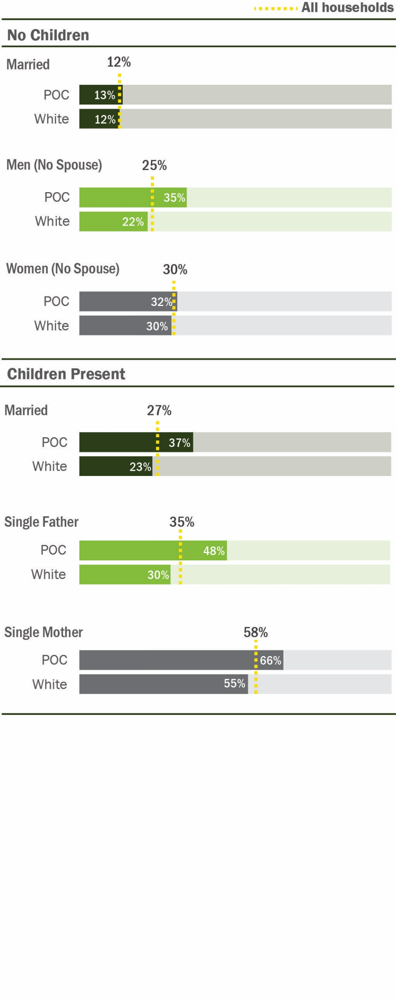 All households
No Children
Married 12%
POC 13%
White 12%
Men (No Spouse) 25%
POC 35%
White 22%
Women (No Spouse) 30%
POC 32%
White 30%
Children Present
Married 27%
POC 37%
White 23%
Single Father 35%
POC 48%
White 30%
Single Mother 58%
POC 66%
White 55%